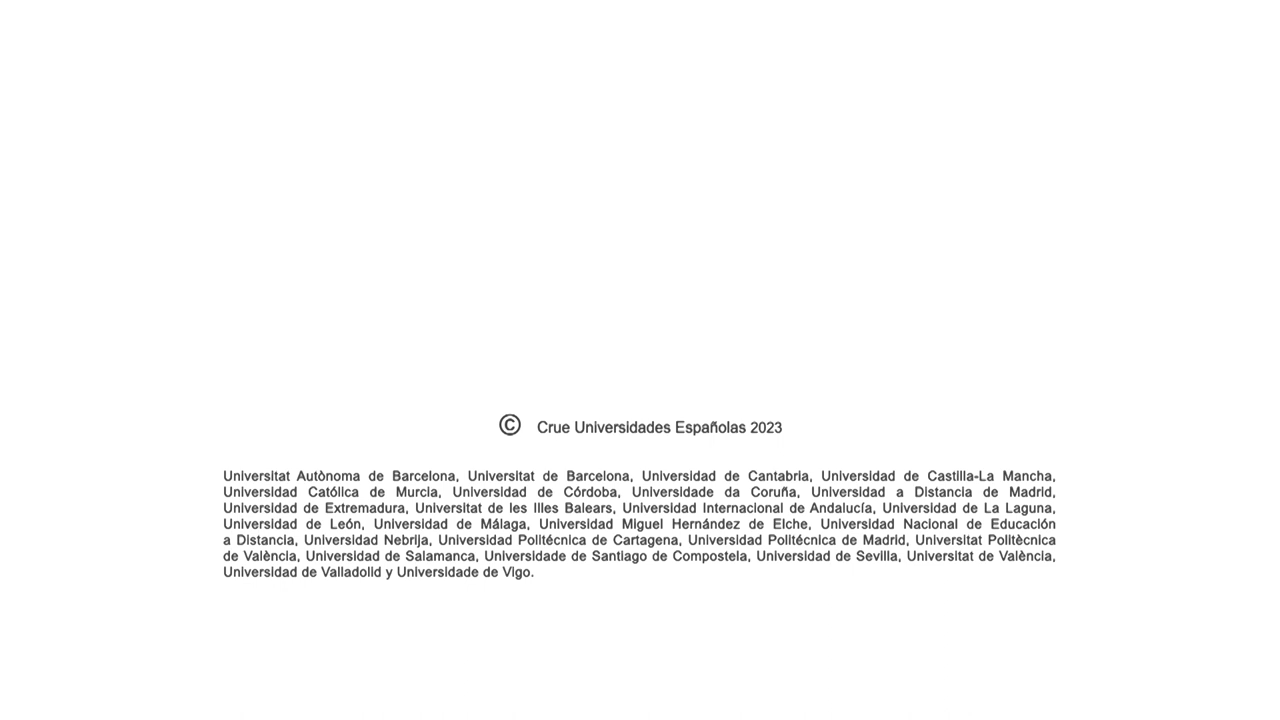 © Crue Universidades Españolas 2023
Universitat Autònoma de Barcelona, Universitat de Barcelona, Universidad de Cantabria, Universidad de Castilla-La Mancha,
Universidad Católica de Murcia, Universidad de Córdoba, Universidade da Coruña, Universidad a Distancia de Madrid,
Universidad de Extremadura, Universitat de les Illes Balears, Universidad Internacional de Andalucía, Universidad de La Laguna,
Universidad de León, Universidad de Málaga, Universidad Miguel Hernández de Elche, Universidad Nacional de Educación
a Distancia, Universidad Nebrija, Universidad Politécnica de Cartagena, Universidad Politécnica de Madrid, Universitat Politècnica
de València, Universidad de Salamanca, Universidade de Santiago de Compostela, Universidad de Sevilla, Universitat de València,
Universidad de Valladolid y Universidade de Vigo.